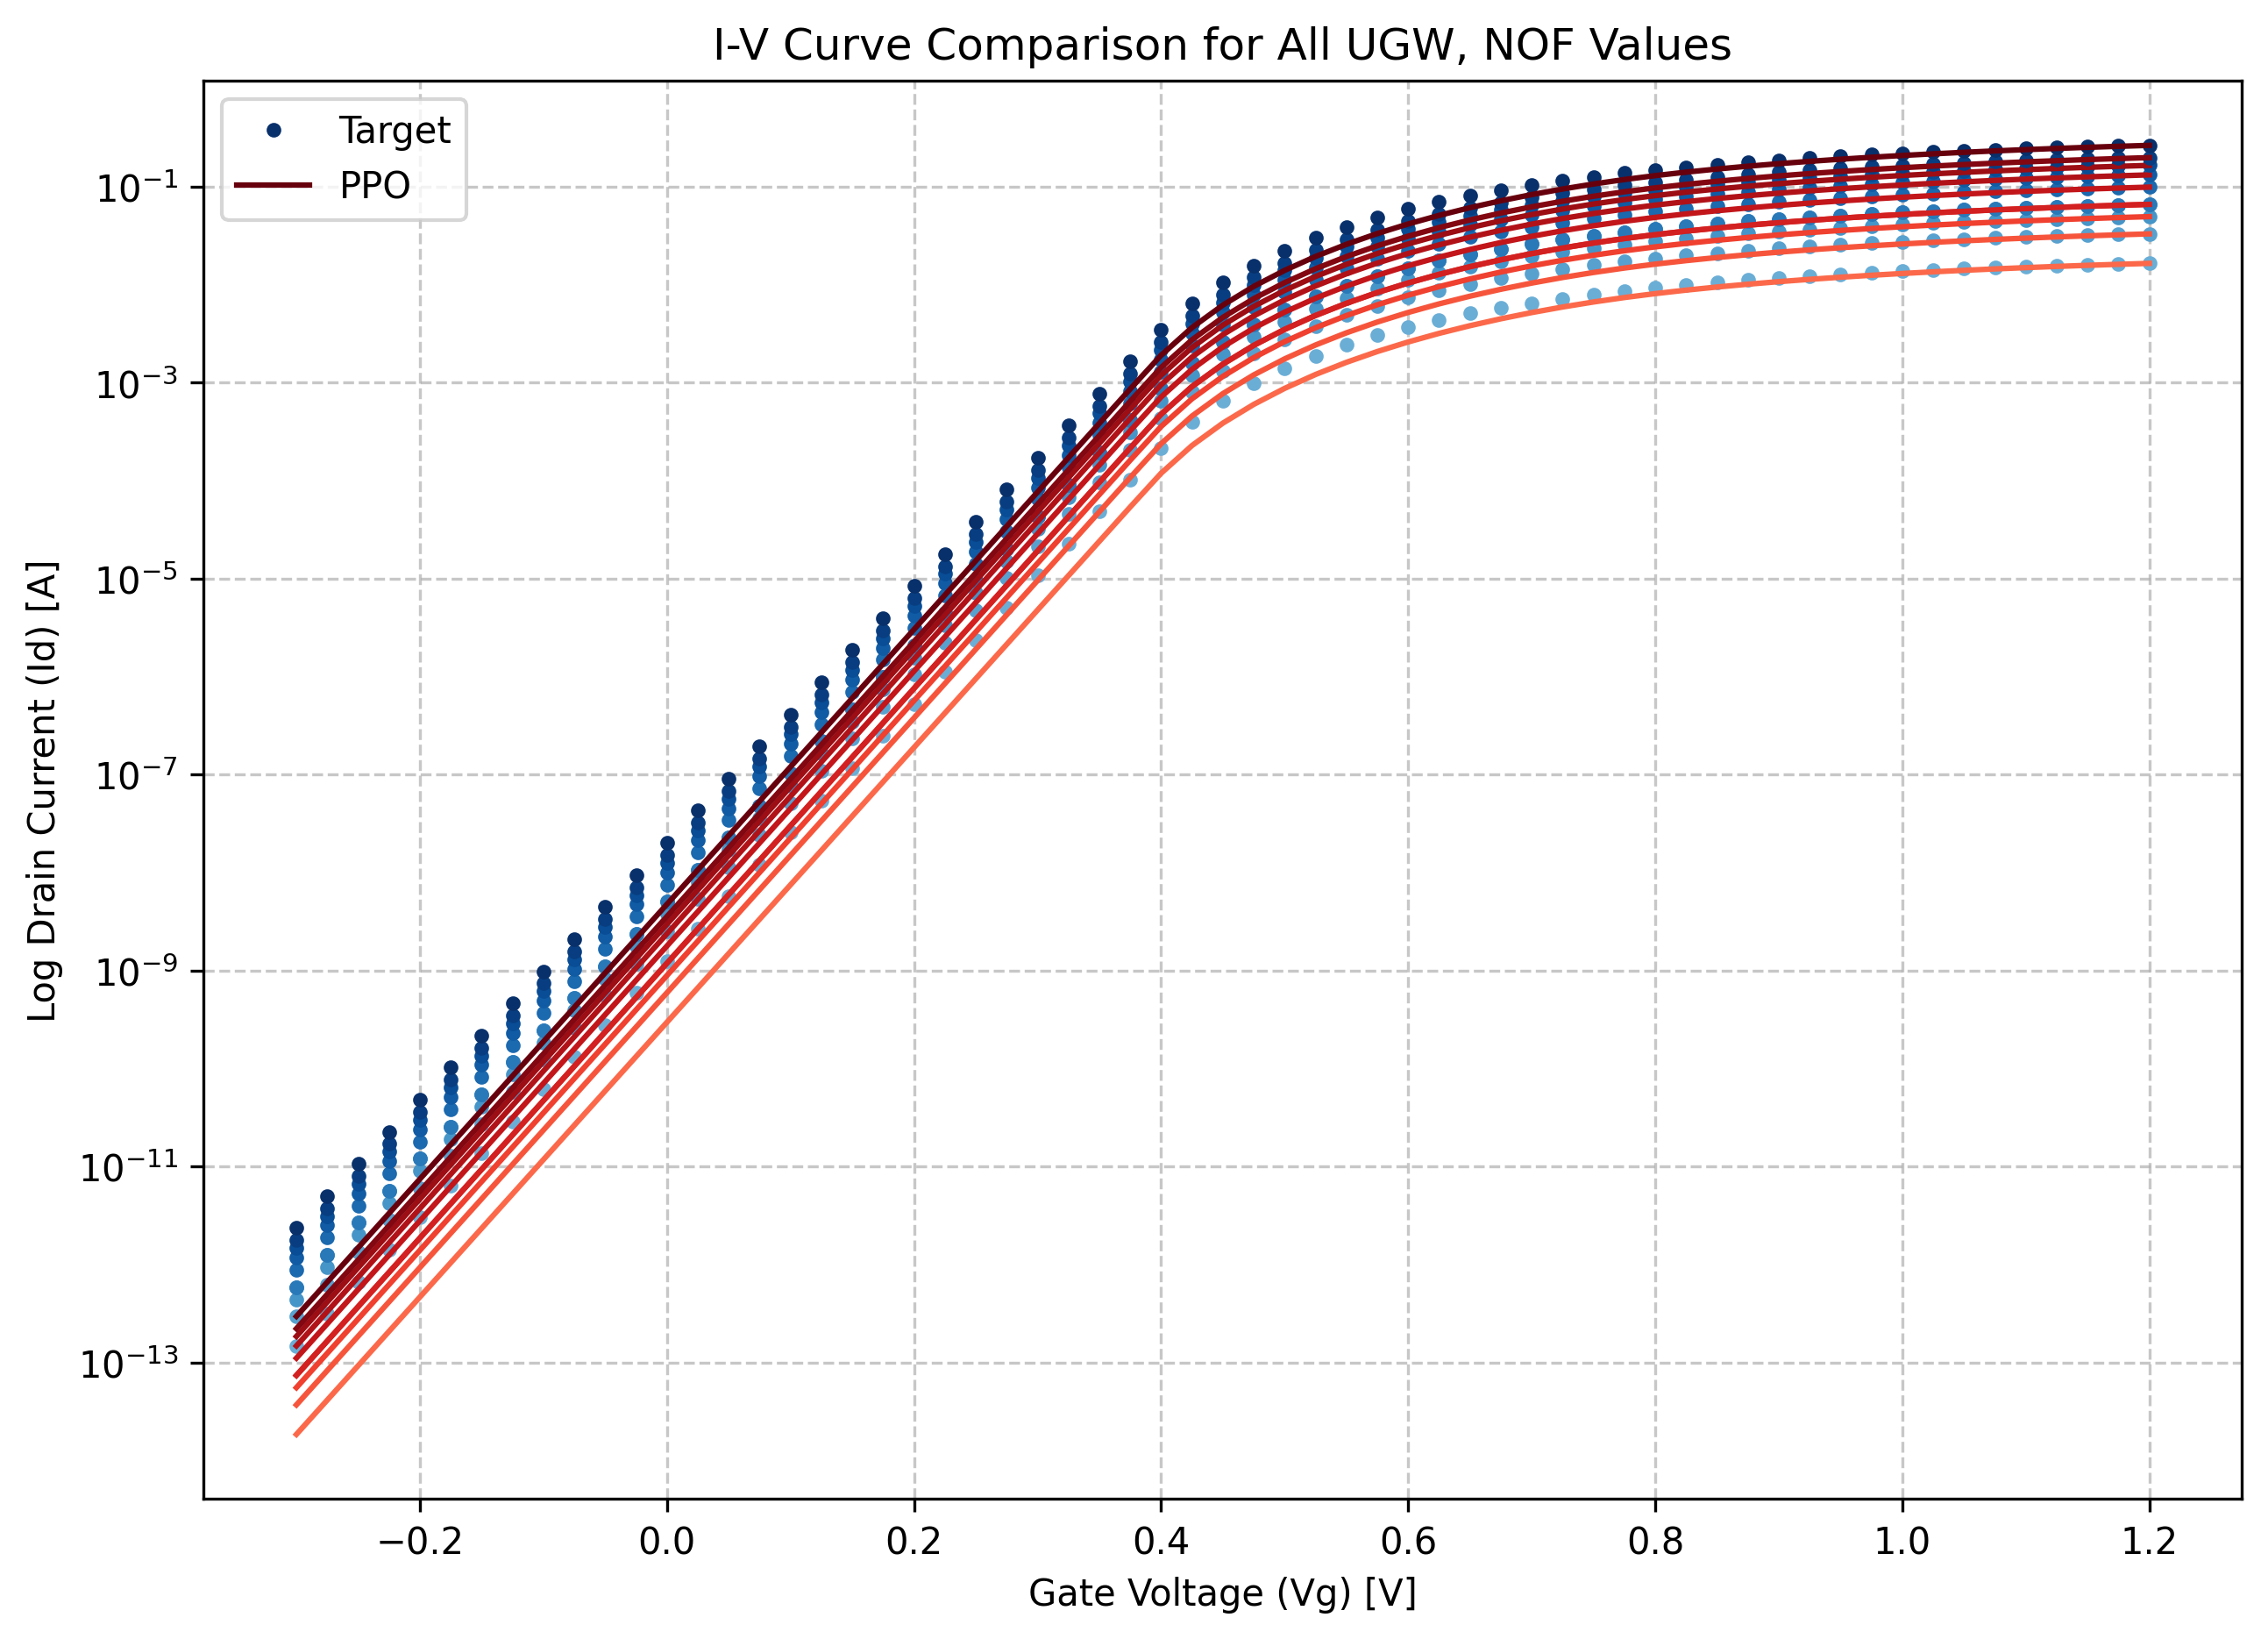 I-V Curve Comparison for All UGW, NOF Values
Target
PPO
Log Drain Current (Id) [A]
10⁻¹
10⁻³
10⁻⁵
10⁻⁷
10⁻⁹
10⁻¹¹
10⁻¹³
−0.2 0.0 0.2 0.4 0.6 0.8 1.0 1.2
Gate Voltage (Vg) [V]